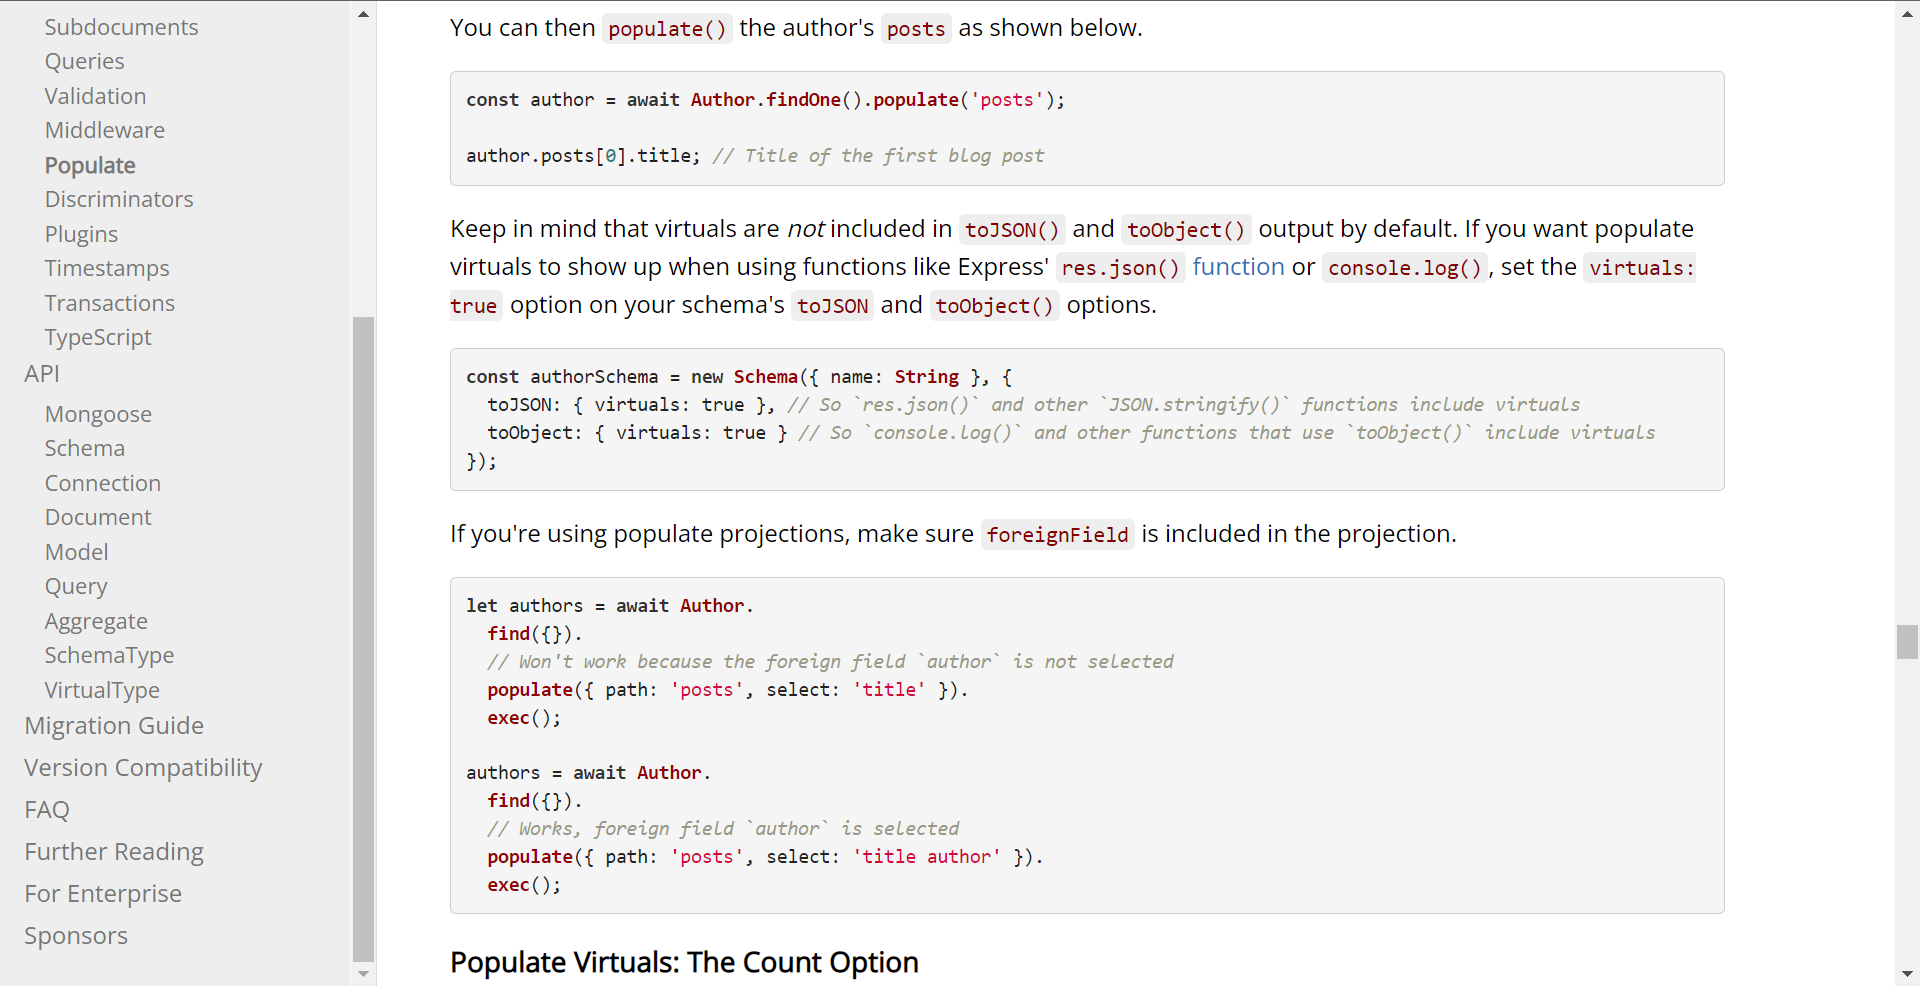 Subdocuments
Queries
Validation
Middleware
Populate
Discriminators
Plugins
Timestamps
Transactions
TypeScript
API
Mongoose
Schema
Connection
Document
Model
Query
Aggregate
SchemaType
VirtualType
Migration Guide
Version Compatibility
FAQ
Further Reading
For Enterprise
Sponsors
You can then populate() the author's posts as shown below.
const author = await Author.findOne().populate('posts');
author.posts[0].title; // Title of the first blog post
Keep in mind that virtuals are not included in toJSON() and toObject() output by default. If you want populate
virtuals to show up when using functions like Express' res.json() function or console.log(), set the virtuals:
true option on your schema's toJSON and toObject() options.
const authorSchema = new Schema({ name: String }, {
  toJSON: { virtuals: true }, // So `res.json()` and other `JSON.stringify()` functions include virtuals
  toObject: { virtuals: true } // So `console.log()` and other functions that use `toObject()` include virtuals
});
If you're using populate projections, make sure foreignField is included in the projection.
let authors = await Author.
  find({}).
  // Won't work because the foreign field `author` is not selected
  populate({ path: 'posts', select: 'title' }).
  exec();
authors = await Author.
  find({}).
  // Works, foreign field `author` is selected
  populate({ path: 'posts', select: 'title author' }).
  exec();
Populate Virtuals: The Count Option